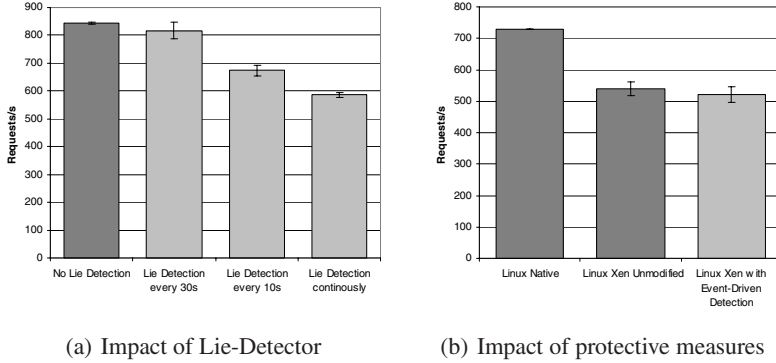 900
800
700
600
500
400
300
200
100
0
Requests/s
No Lie Detection
Lie Detection
every 30s
Lie Detection
every 10s
Lie Detection
continously
(a) Impact of Lie-Detector
800
700
600
500
400
300
200
100
0
Requests/s
Linux Native
Linux Xen Unmodified
Linux Xen with
Event-Driven
Detection
(b) Impact of protective measures